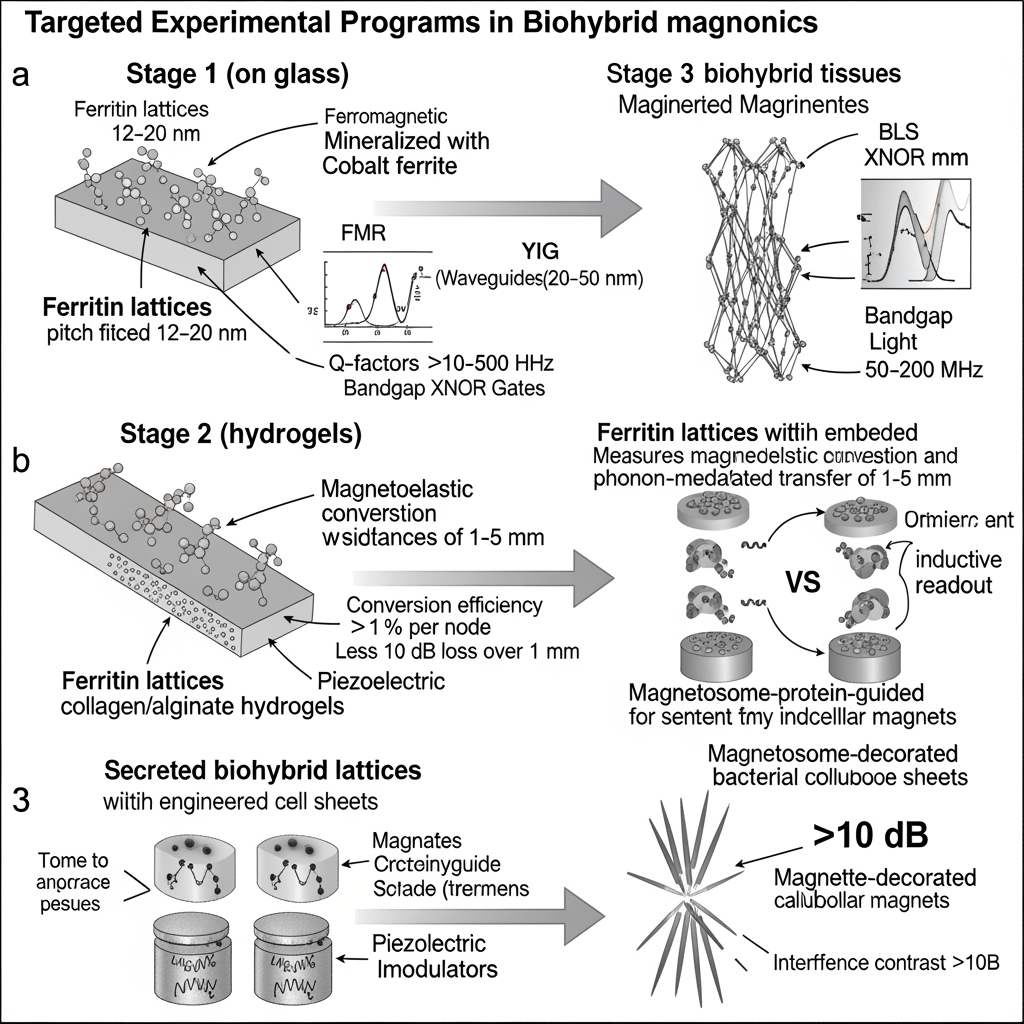 Targeted Experimental Programs in Biohybrid magnonics
a
Stage 1 (on glass)
Ferritin lattices
12–20 nm
Ferromagnetic
Mineralized with
Cobalt ferrite
FMR
YIG
(Waveguides(20–50 nm)
Ferritin lattices
pitch fitced 12–20 nm
Q–factors >10–500 HHz
Bandgap XNOR Gates
Stage 3 biohybrid tissues
Maginerted Magrinentes
BLS
XNOR mm
Bandgap
Light
50–200 MHz
b
Stage 2 (hydrogels)
Magnetoelastic
converstion
wsidtances of 1–5 mm
Conversion efficiency
>1% per node
Less 10 dB loss over 1 mm
Piezoelectric
Ferritin lattices
collagen/alginate hydrogels
Ferritin lattices witlih embeded
Measures magnedelstic convestion and
phonon-medalated transfer of 1-5 mm
VS
ant
inductive
readout
Magnetosome-protein-guided
for sentent fmy indcellar magnets
3
Secreted biohybrid lattices
witith engineered cell sheets
Tome to
anorrace
pesues
Magnates
Crcteinyguide
Sctade (trermens
Piezolectric
Imodulators
Magnetosome-decorated
bacterial collubooe sheets
>10 dB
Magnette-decorated
callubollar magnets
Interffence contrast >10B